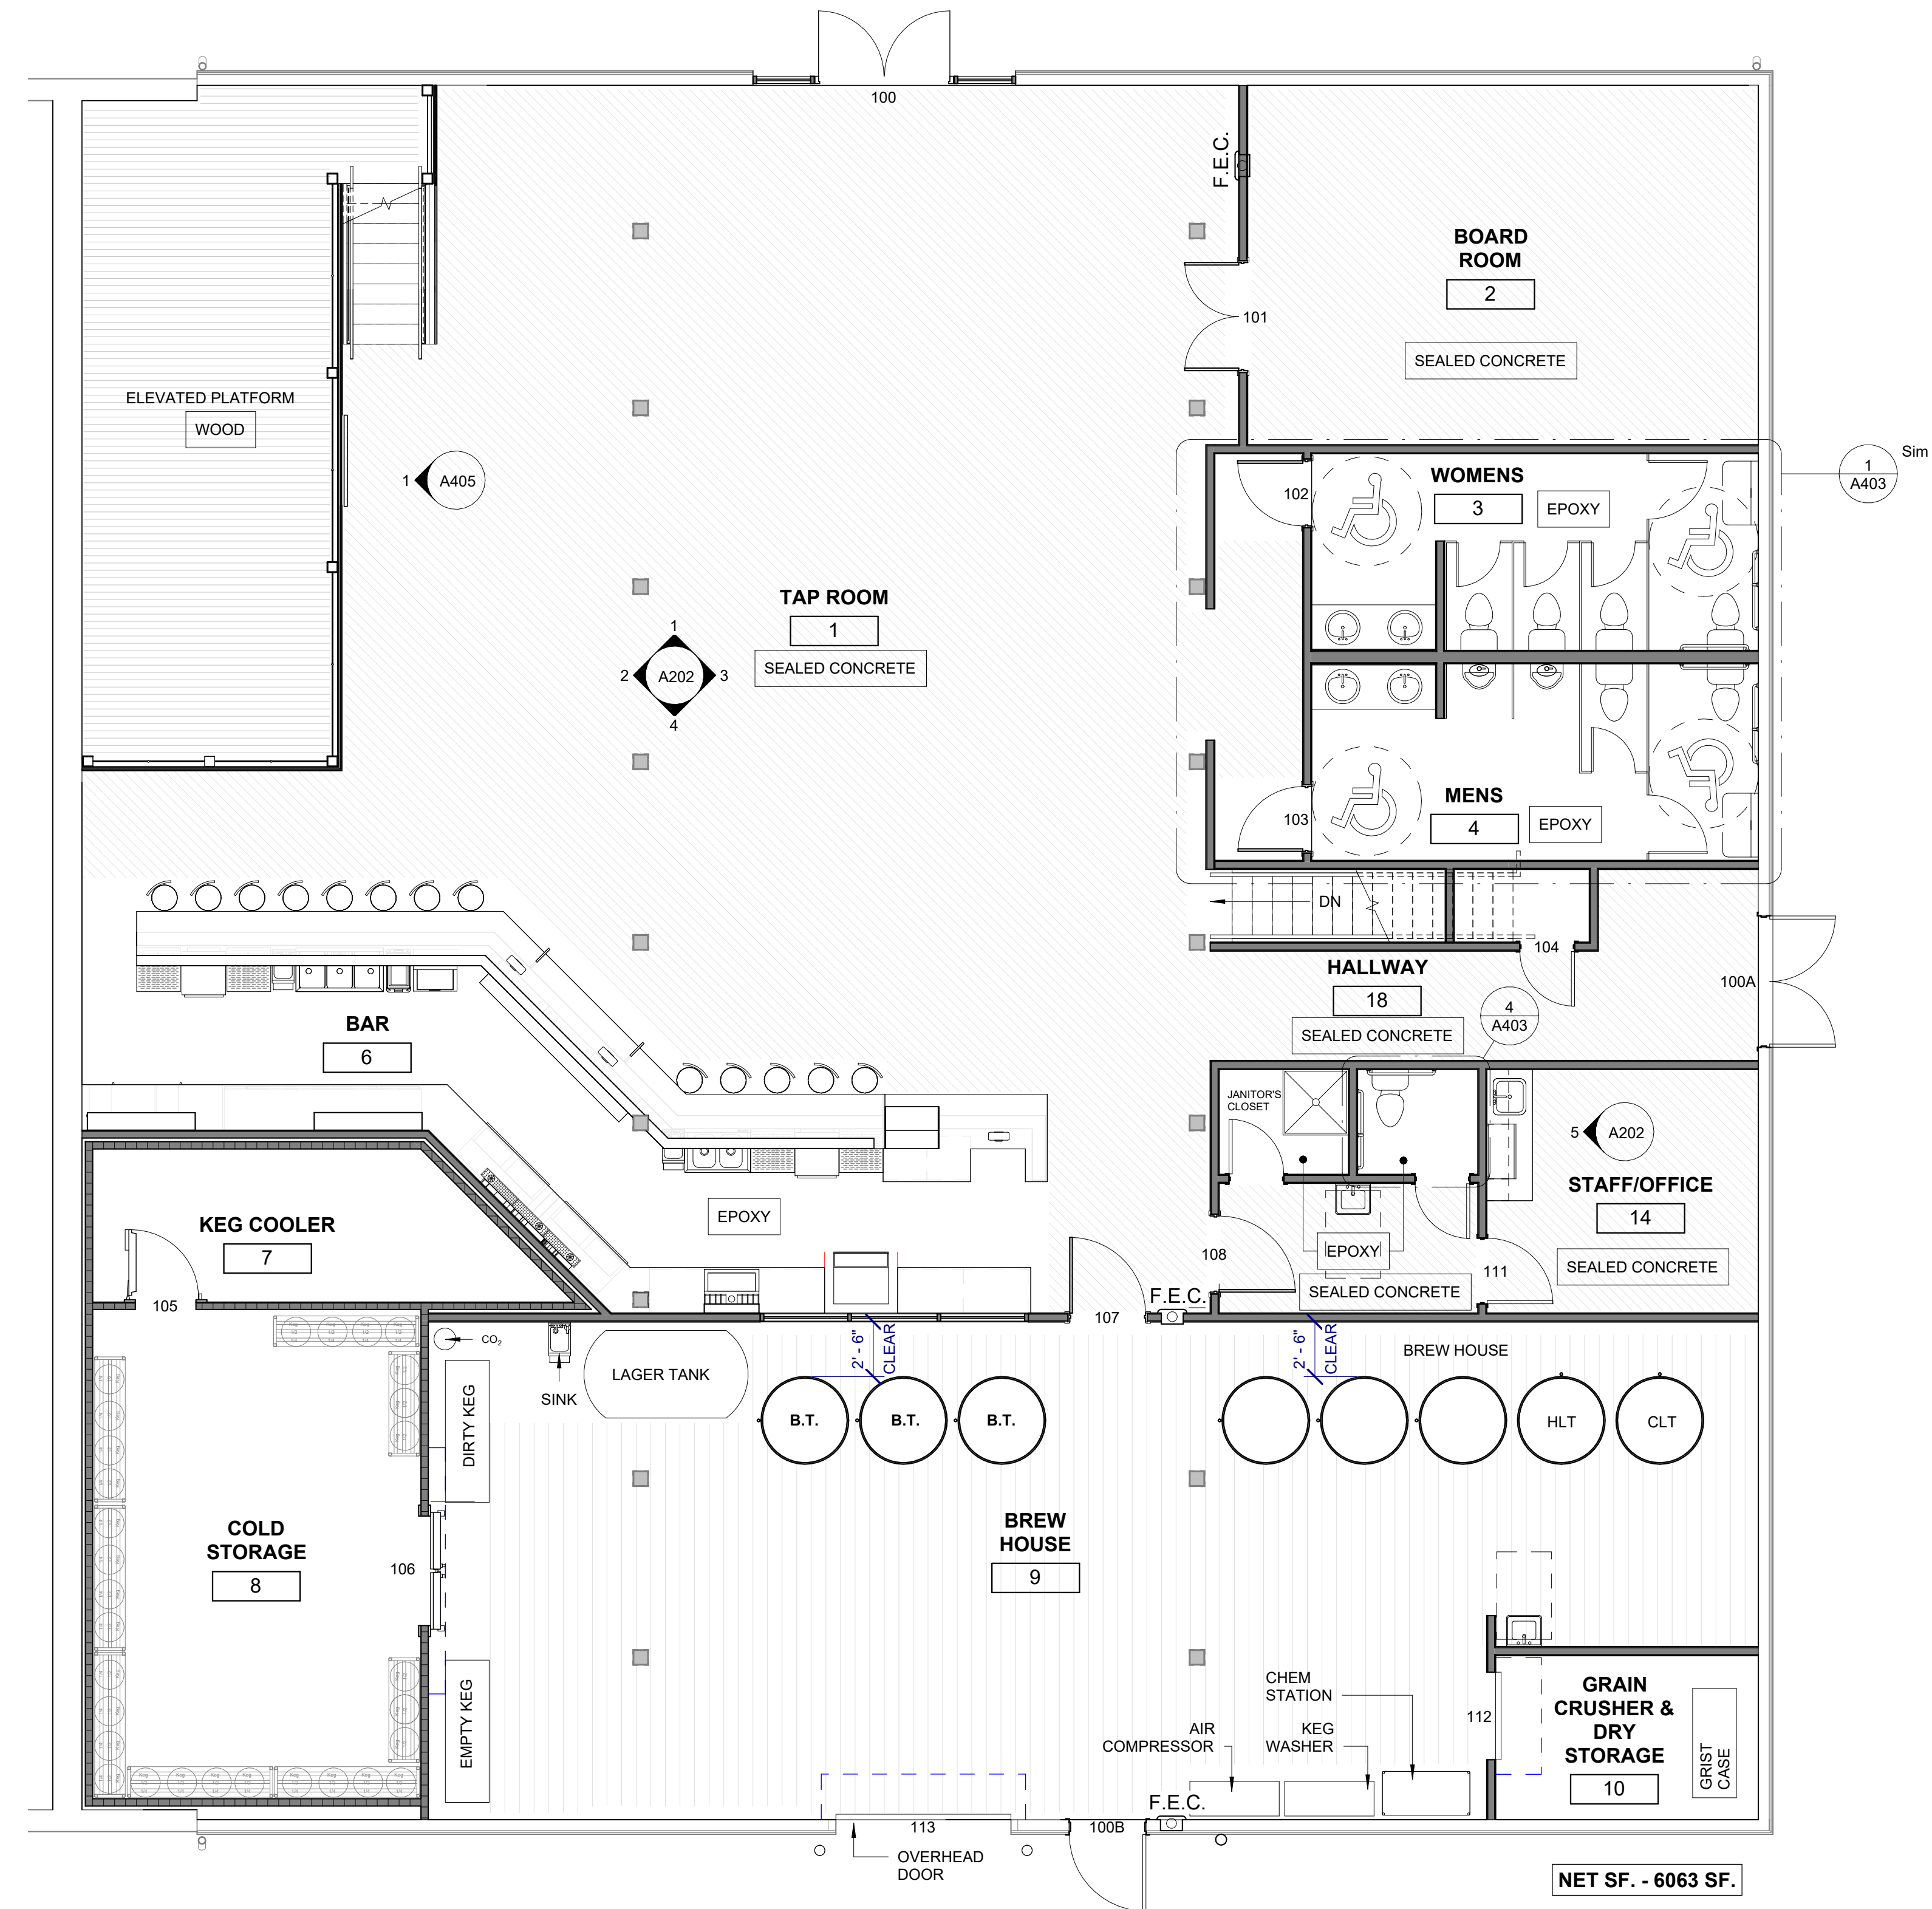 100
F.E.C.
BOARD
ROOM
2
101
SEALED CONCRETE
ELEVATED PLATFORM
WOOD
1
A405
1
A403
Sim
WOMENS
3
EPOXY
102
TAP ROOM
1
SEALED CONCRETE
1
2
A202
3
4
MENS
4
EPOXY
103
DN
104
HALLWAY
18
SEALED CONCRETE
100A
4
A403
BAR
6
JANITOR'S
CLOSET
5
A202
STAFF/OFFICE
14
SEALED CONCRETE
KEG COOLER
7
EPOXY
108
EPOXY
111
SEALED CONCRETE
105
F.E.C.
107
CO2
SINK
LAGER TANK
2' - 6"
CLEAR
2' - 6"
CLEAR
BREW HOUSE
DIRTY KEG
B.T.
B.T.
B.T.
HLT
CLT
COLD
STORAGE
8
106
BREW
HOUSE
9
EMPTY KEG
CHEM
STATION
AIR
COMPRESSOR
KEG
WASHER
112
GRAIN
CRUSHER &
DRY
STORAGE
10
GRIST
CASE
F.E.C.
113
100B
OVERHEAD
DOOR
NET SF. - 6063 SF.